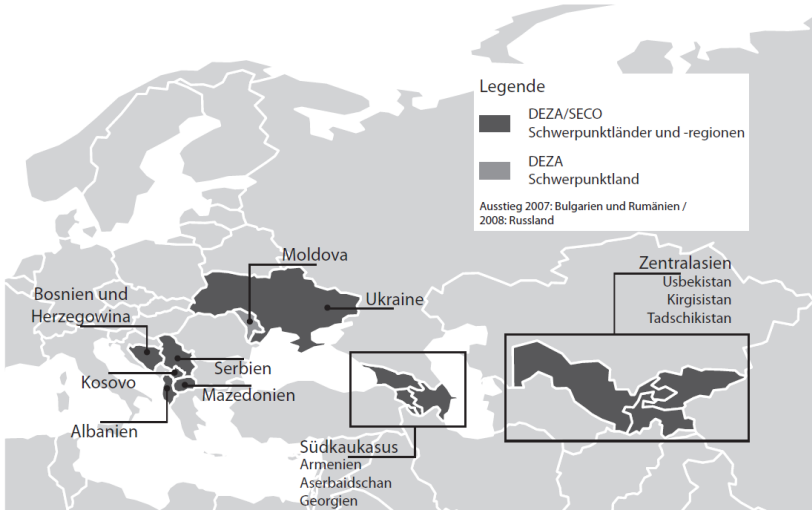 Legende
DEZA/SECO
Schwerpunktländer und -regionen
DEZA
Schwerpunktland
Ausstieg 2007: Bulgarien und Rumänien /
2008: Russland
Moldova
Zentralasien
Usbekistan
Kirgisistan
Tadschikistan
Bosnien und
Herzegowina
Ukraine
Serbien
Kosovo
Mazedonien
Albanien
Südkaukasus
Armenien
Aserbaidschan
Georgien